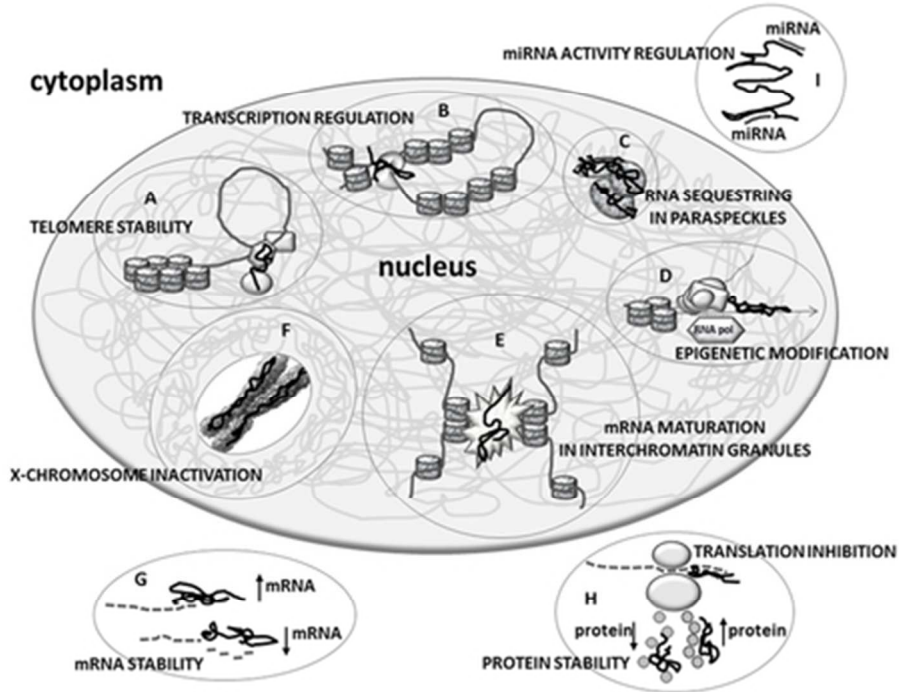 miRNA
miRNA ACTIVITY REGULATION
I
miRNA
cytoplasm
B
TRANSCRIPTION REGULATION
C
RNA SEQUESTRING
IN PARASPECKLES
A
TELOMERE STABILITY
nucleus
D
RNA pol
EPIGENETIC MODIFICATION
F
E
mRNA MATURATION
IN INTERCHROMATIN GRANULES
X-CHROMOSOME INACTIVATION
G
↑mRNA
↓mRNA
mRNA STABILITY
TRANSLATION INHIBITION
H
protein↓ ↑protein
PROTEIN STABILITY